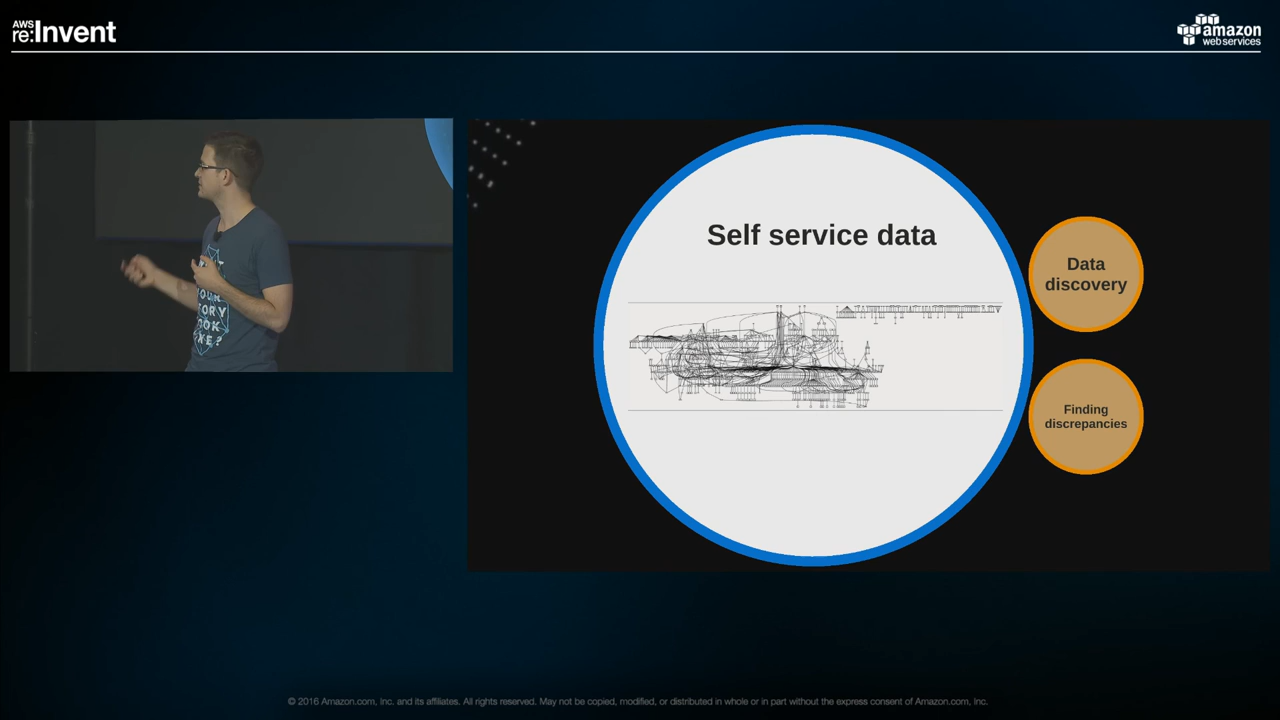 AWS
re:Invent
amazon
webservices
Self service data
Data
discovery
Finding
discrepancies
YOUR
© 2016 Amazon.com, Inc. and its affiliates. All rights reserved. May not be copied, modified, or distributed in whole or in part without the express consent of Amazon.com, Inc.